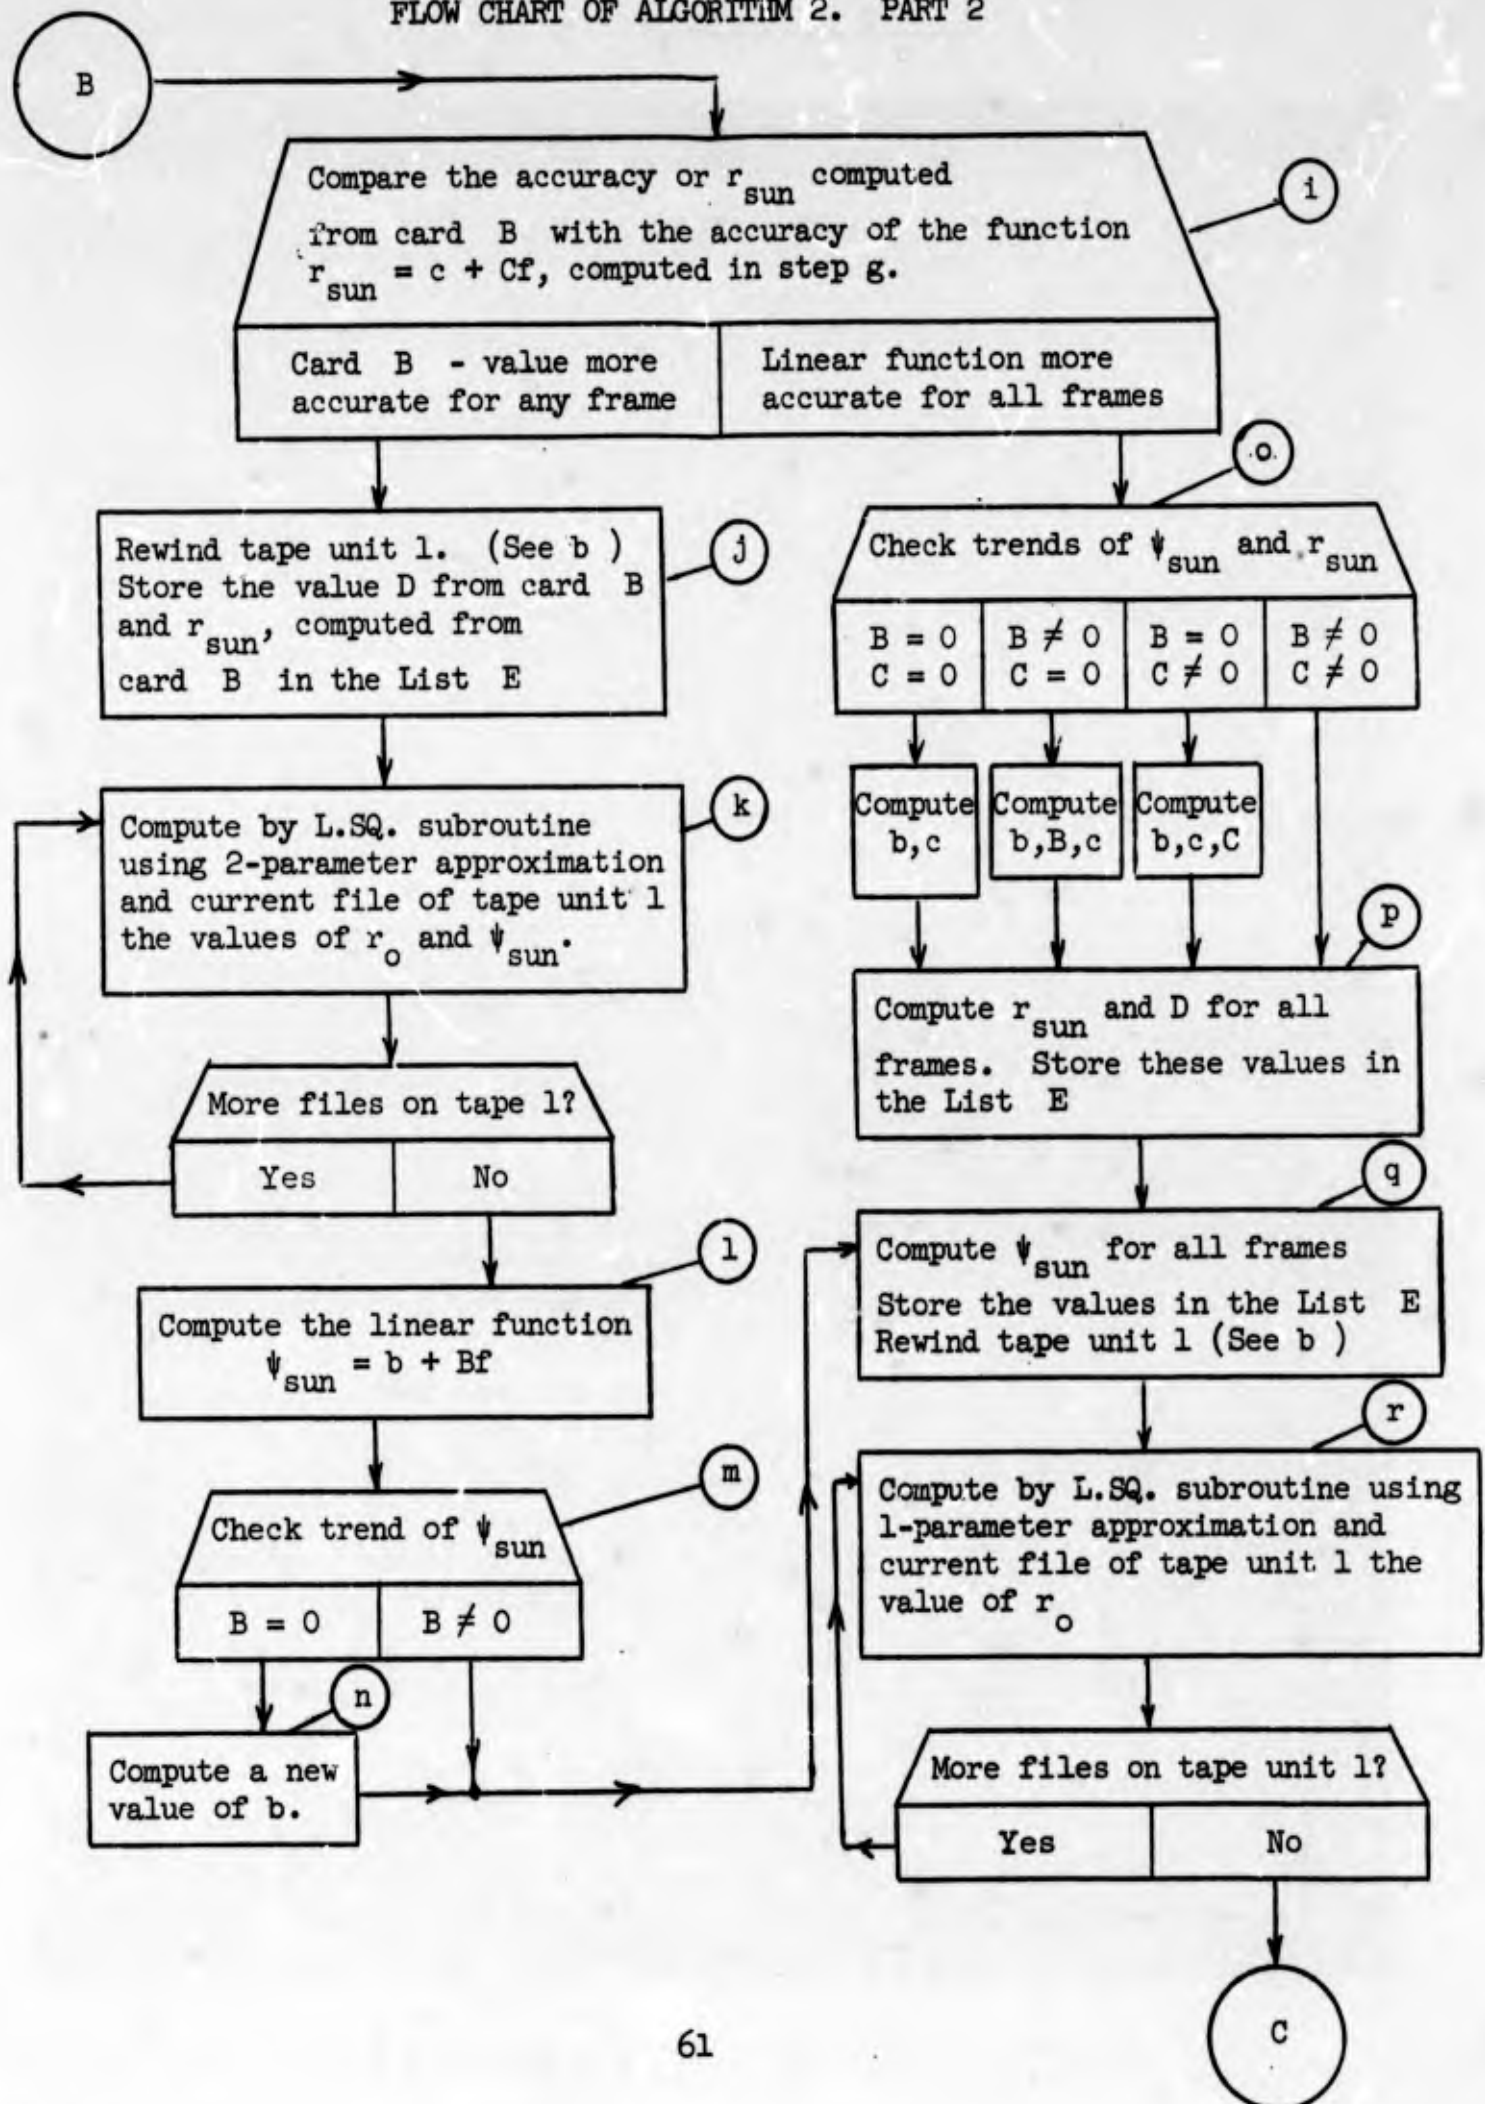 FLOW CHART OF ALGORITHM 2. PART 2
B
Compare the accuracy or r_sun computed
from card B with the accuracy of the function
r_sun = c + Cf, computed in step g.
i
Card B - value more
accurate for any frame
Linear function more
accurate for all frames
Rewind tape unit 1. (See b )
Store the value D from card B
and r_sun, computed from
card B in the List E
j
Compute by L.SQ. subroutine
using 2-parameter approximation
and current file of tape unit 1
the values of r_o and ψ_sun.
k
More files on tape 1?
Yes
No
l
Compute the linear function
ψ_sun = b + Bf
m
Check trend of ψ_sun
B = 0
B ≠ 0
n
Compute a new
value of b.
o
Check trends of ψ_sun and r_sun
B = 0
C = 0
B ≠ 0
C = 0
B = 0
C ≠ 0
B ≠ 0
C ≠ 0
Compute
b,c
Compute
b,B,c
Compute
b,c,C
p
Compute r_sun and D for all
frames. Store these values in
the List E
q
Compute ψ_sun for all frames
Store the values in the List E
Rewind tape unit 1 (See b )
r
Compute by L.SQ. subroutine using
1-parameter approximation and
current file of tape unit 1 the
value of r_o
More files on tape unit 1?
Yes
No
C
61